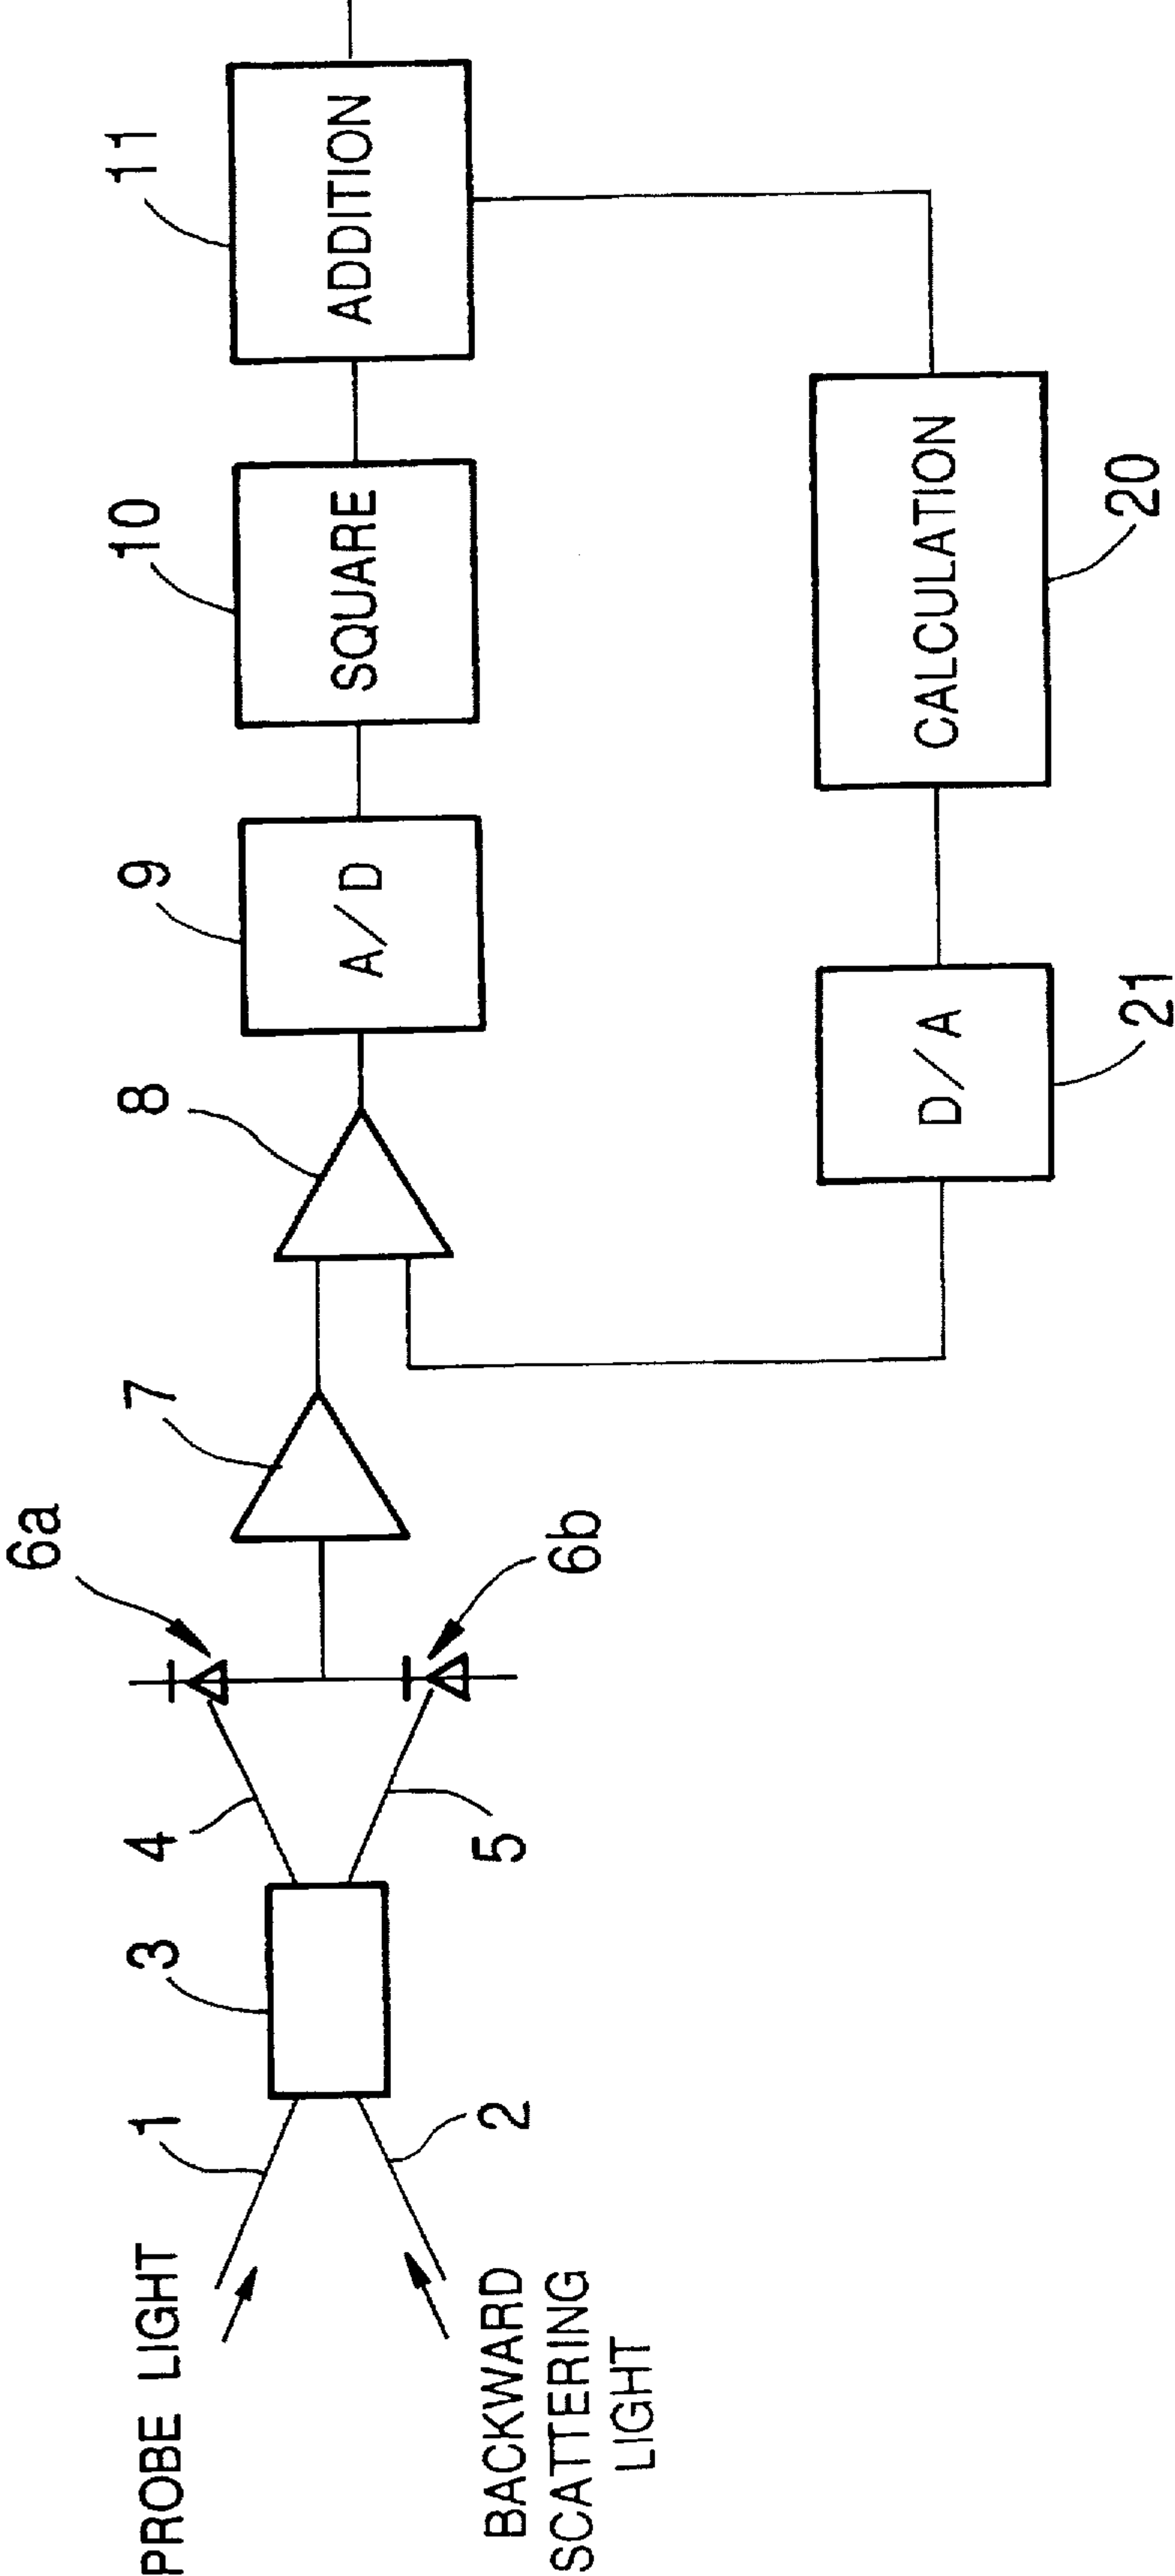 PROBE LIGHT
BACKWARD
SCATTERING
LIGHT
1
2
3
4
5
6a
6b
7
8
9
A/D
10
SQUARE
11
ADDITION
D/A
21
CALCULATION
20